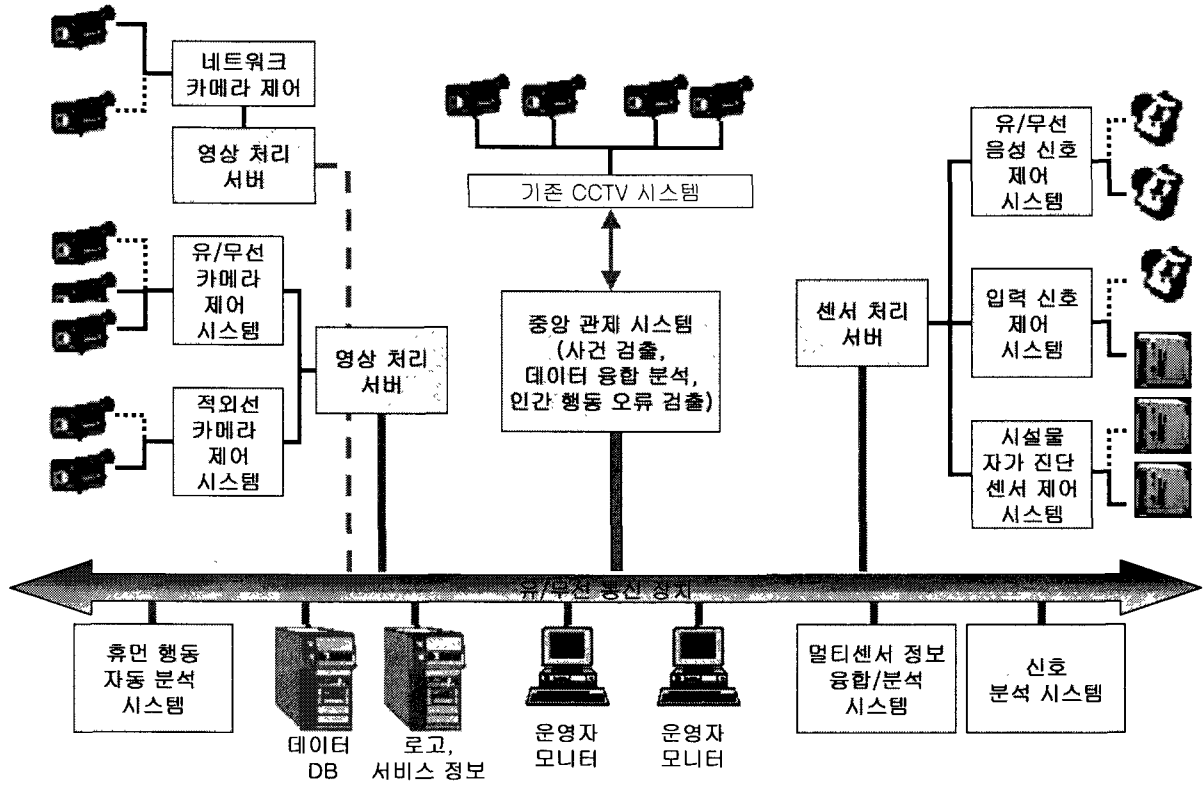 네트워크
카메라 제어
영상 처리
서버
유/무선
카메라
제어
시스템
적외선
카메라
제어
시스템
영상 처리
서버
기존 CCTV 시스템
중앙 관제 시스템
(사건 검출,
데이터 융합 분석,
인간 행동 오류 검출)
센서 처리
서버
유/무선
음성 신호
제어
시스템
입력 신호
제어
시스템
시설물
자가 진단
센서 제어
시스템
유/무선 통신 장치
휴먼 행동
자동 분석
시스템
데이터
DB
로고,
서비스 정보
운영자
모니터
운영자
모니터
멀티센서 정보
융합/분석
시스템
신호
분석 시스템